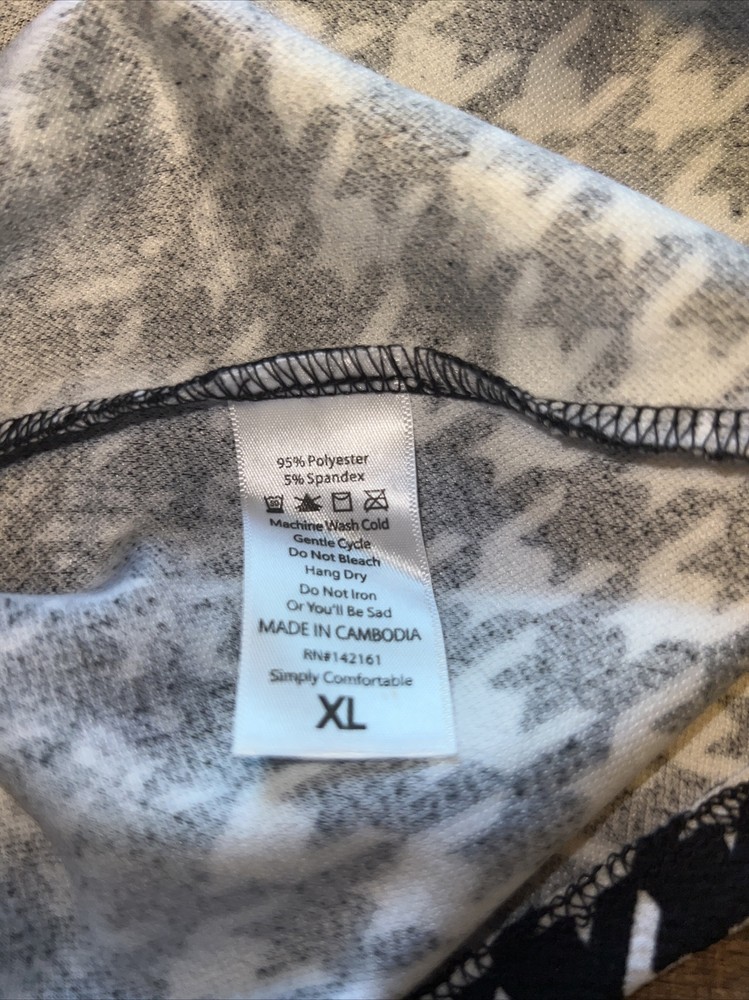 95% Polyester
5% Spandex
Machine Wash Cold
Gentle Cycle
Do Not Bleach
Hang Dry
Do Not Iron
Or You'll Be Sad
MADE IN CAMBODIA
RN#142161
Simply Comfortable
XL